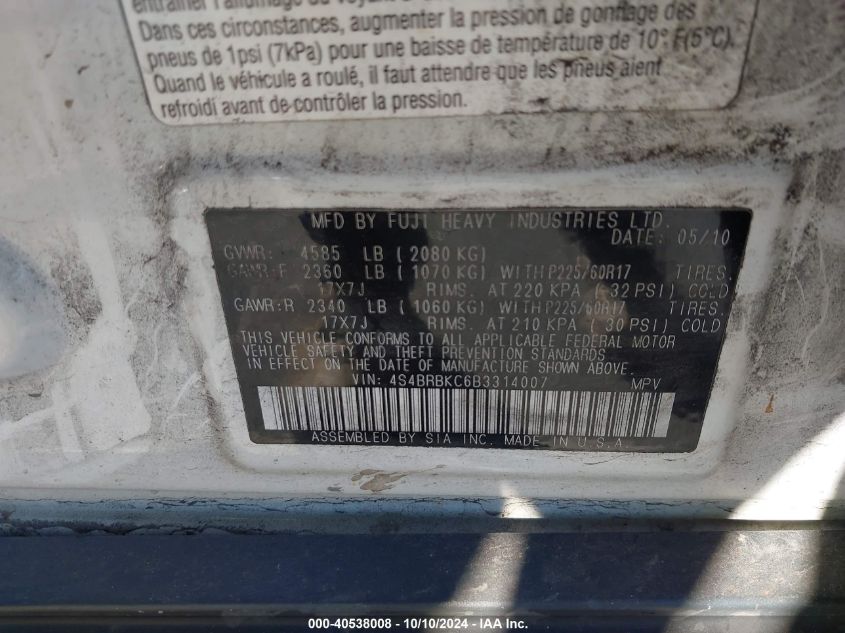 entraîner l'allumage du
Dans ces circonstances, augmenter la pression de gonflage des
pneus de 1psi (7kPa) pour une baisse de température de 10°F(5°C).
Quand le véhicule a roulé, il faut attendre que les pneus aient
refroidi avant de contrôler la pression.
MFD BY FUJI HEAVY INDUSTRIES LTD.
DATE: 05/10
GVWR: 4585 LB ( 2080 KG)
GAWR:F 2360 LB ( 1070 KG) WITH P225/60R17 TIRES,
17X7J RIMS, AT 220 KPA ( 32 PSI) COLD
GAWR:R 2340 LB ( 1060 KG) WITH P225/60R17 TIRES,
17X7J RIMS, AT 210 KPA ( 30 PSI) COLD
THIS VEHICLE CONFORMS TO ALL APPLICABLE FEDERAL MOTOR
VEHICLE SAFETY AND THEFT PREVENTION STANDARDS
IN EFFECT ON THE DATE OF MANUFACTURE SHOWN ABOVE.
VIN: 4S4BRBKC6B3314007 MPV
ASSEMBLED BY SIA INC. MADE IN U.S.A.
000-40538008 - 10/10/2024 - IAA Inc.